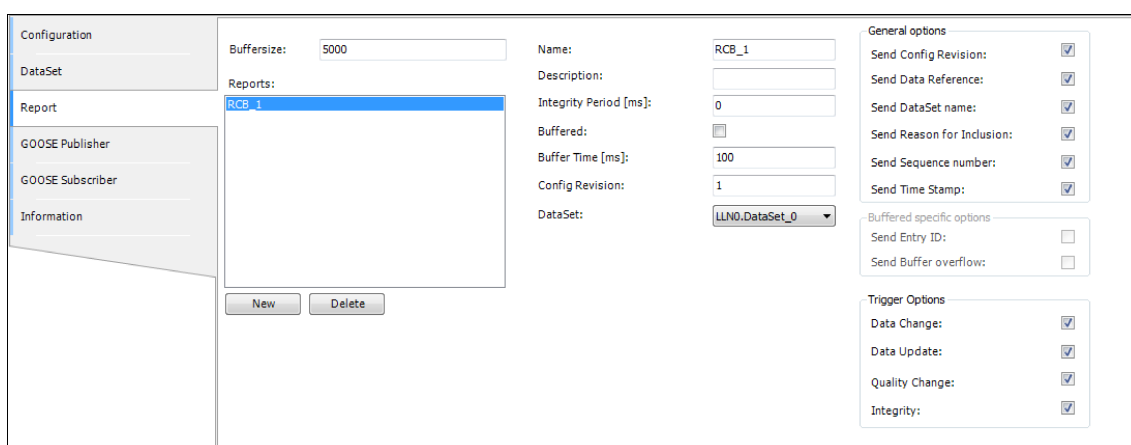 Configuration
DataSet
Report
GOOSE Publisher
GOOSE Subscriber
Information
Buffersize: 5000
Reports:
RCB_1
New Delete
Name: RCB_1
Description:
Integrity Period [ms]: 0
Buffered:
Buffer Time [ms]: 100
Config Revision: 1
DataSet: LLN0.DataSet_0
General options
Send Config Revision:
Send Data Reference:
Send DataSet name:
Send Reason for Inclusion:
Send Sequence number:
Send Time Stamp:
Buffered specific options
Send Entry ID:
Send Buffer overflow:
Trigger Options
Data Change:
Data Update:
Quality Change:
Integrity: